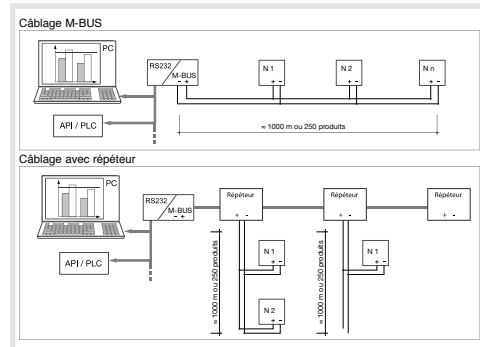 Câblage M-BUS
PC
RS232
M-BUS
- +
N 1
+ -
N 2
+ -
N n
+ -
API / PLC
≈ 1000 m ou 250 produits
Câblage avec répéteur
PC
RS232
M-BUS
- +
Répéteur
+ -
Répéteur
+ -
Répéteur
+ -
API / PLC
≈ 1000 m ou 250 produits
N 1
+ -
N 2
+ -
≈ 1000 m ou 250 produits
N 1
+ -